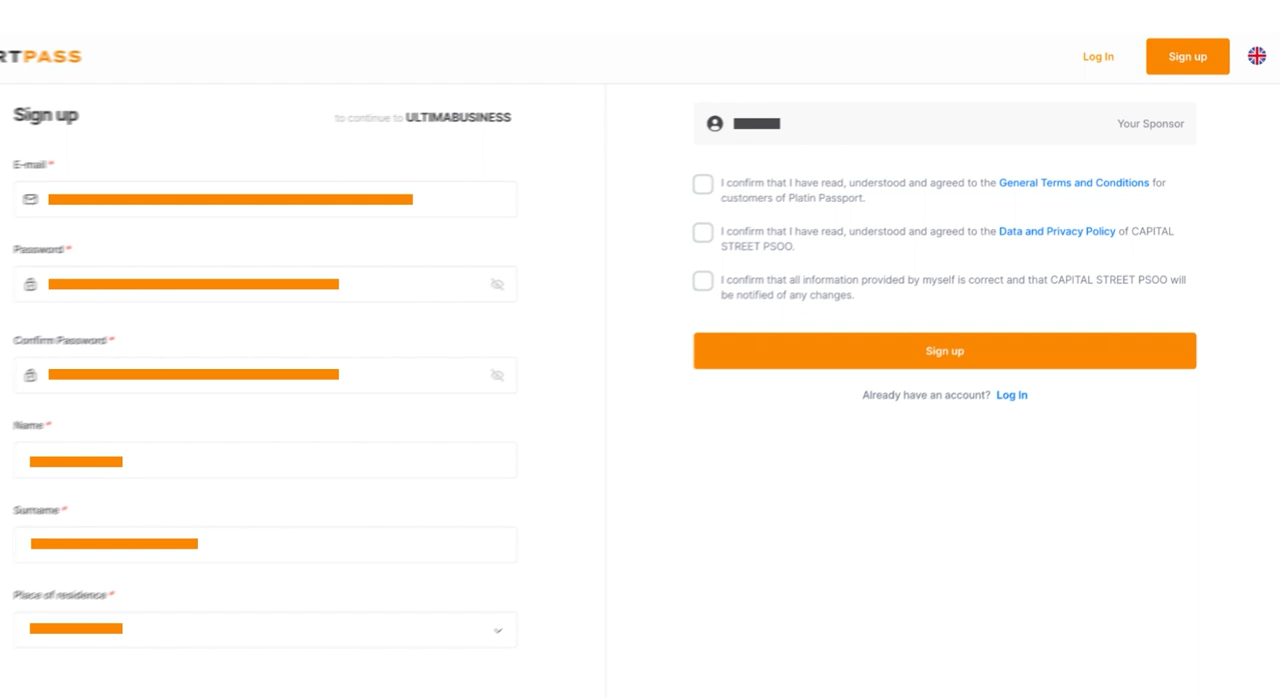 RTPASS
Log In
Sign up
Sign up
to continue to ULTIMABUSINESS
E-mail *
Password *
Confirm Password *
Name *
Surname *
Place of residence *
Your Sponsor
I confirm that I have read, understood and agreed to the General Terms and Conditions for
customers of Platin Passport.
I confirm that I have read, understood and agreed to the Data and Privacy Policy of CAPITAL
STREET PSOO.
I confirm that all information provided by myself is correct and that CAPITAL STREET PSOO will
be notified of any changes.
Sign up
Already have an account? Log In